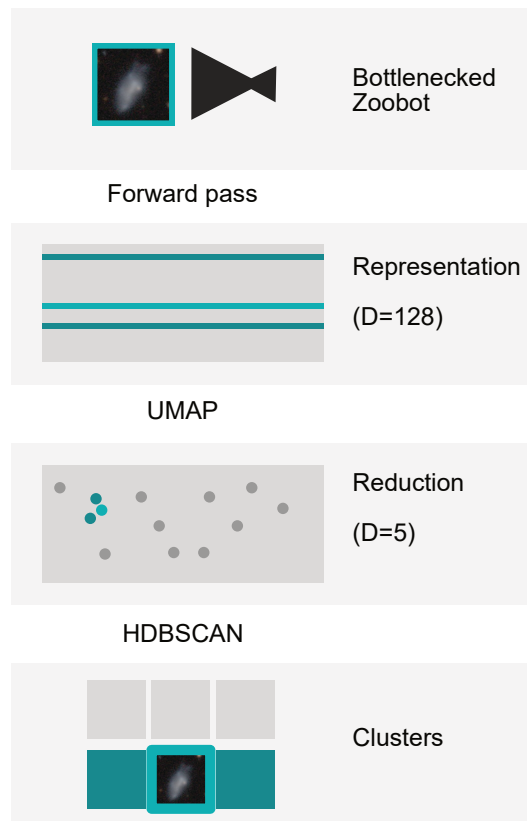 Bottlenecked
Zoobot
Forward pass
Representation
(D=128)
UMAP
Reduction
(D=5)
HDBSCAN
Clusters